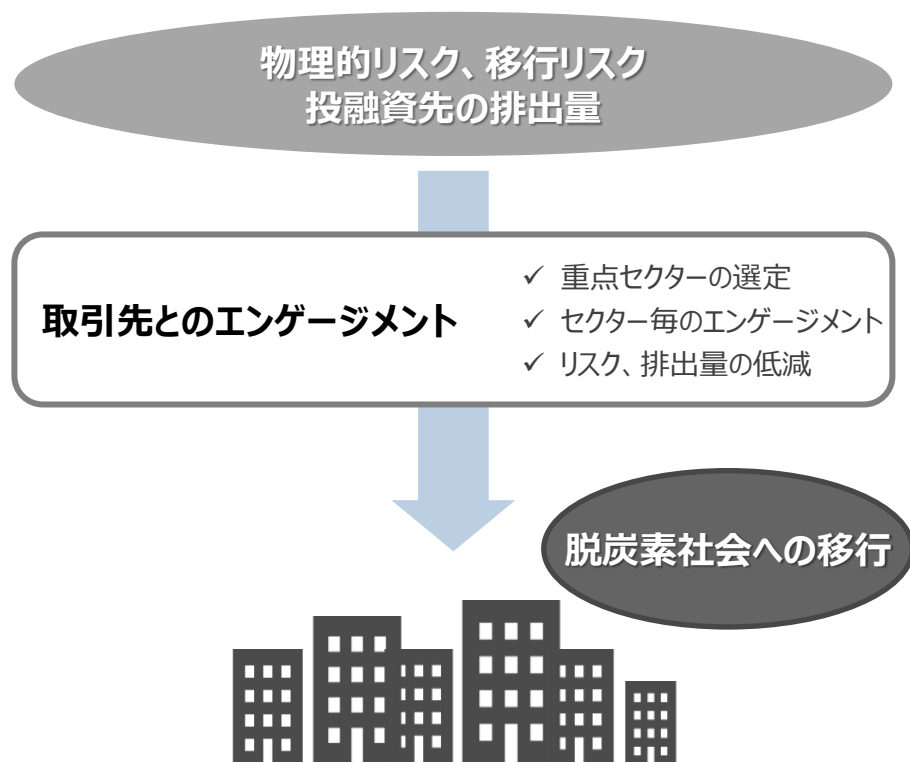 物理的リスク、移行リスク
投融資先の排出量
取引先とのエンゲージメント
✓ 重点セクターの選定
✓ セクター毎のエンゲージメント
✓ リスク、排出量の低減
脱炭素社会への移行